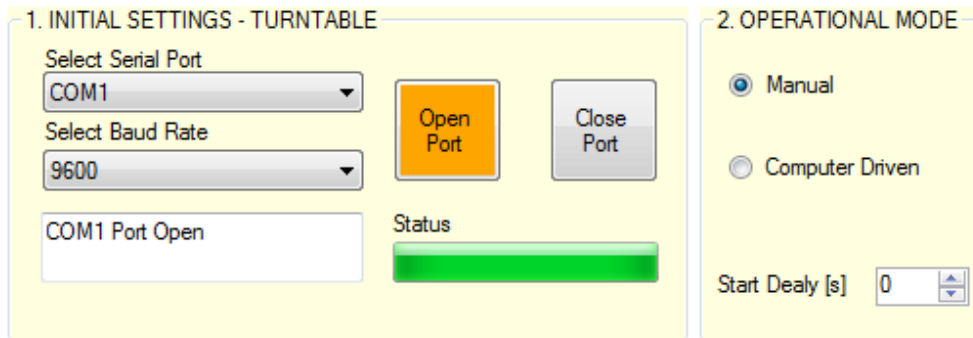 1. INITIAL SETTINGS - TURNTABLE
Select Serial Port
COM1
Select Baud Rate
9600
COM1 Port Open
Open
Port
Close
Port
Status
2. OPERATIONAL MODE
Manual
Computer Driven
Start Dealy [s] 0